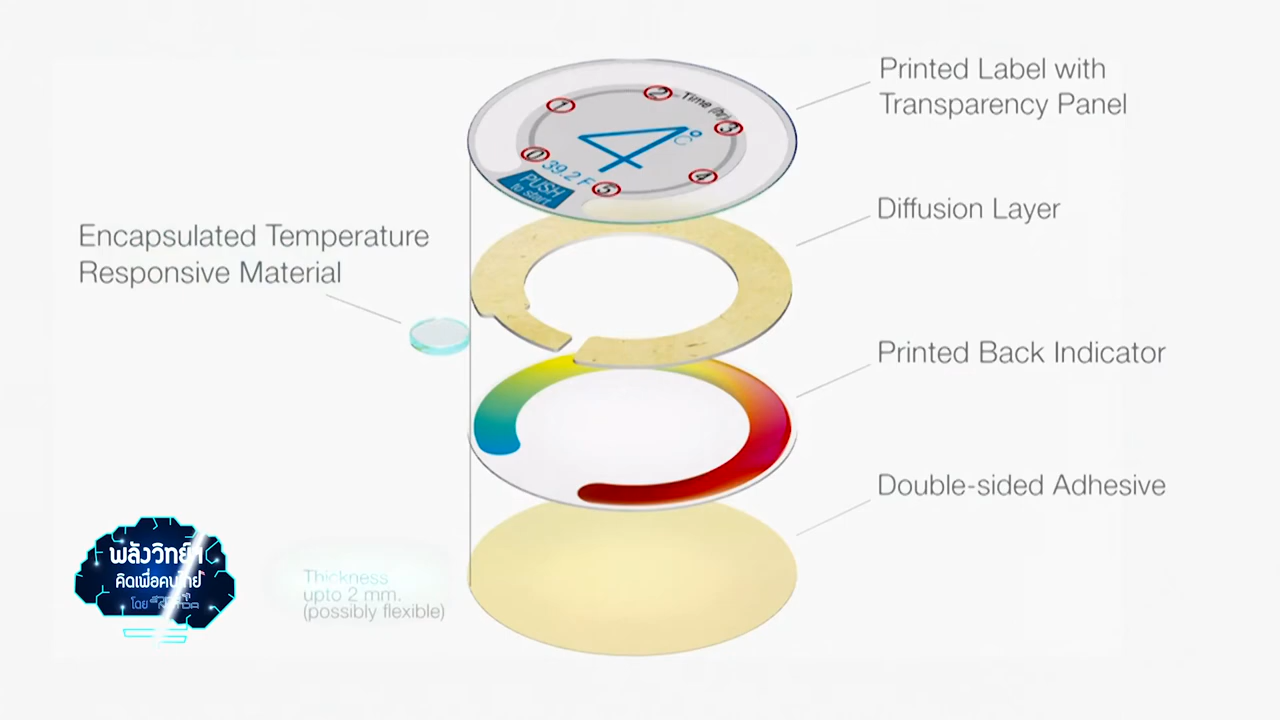 Printed Label with
Transparency Panel
1
2
Time (hr)
3
4°C
0
39.2 F
4
5
PUSH
to start
Diffusion Layer
Encapsulated Temperature
Responsive Material
Printed Back Indicator
Double-sided Adhesive
พลังวิทย์ฯ
คิดเพื่อคนไทย
โดย
Thickness
upto 2 mm.
(possibly flexible)